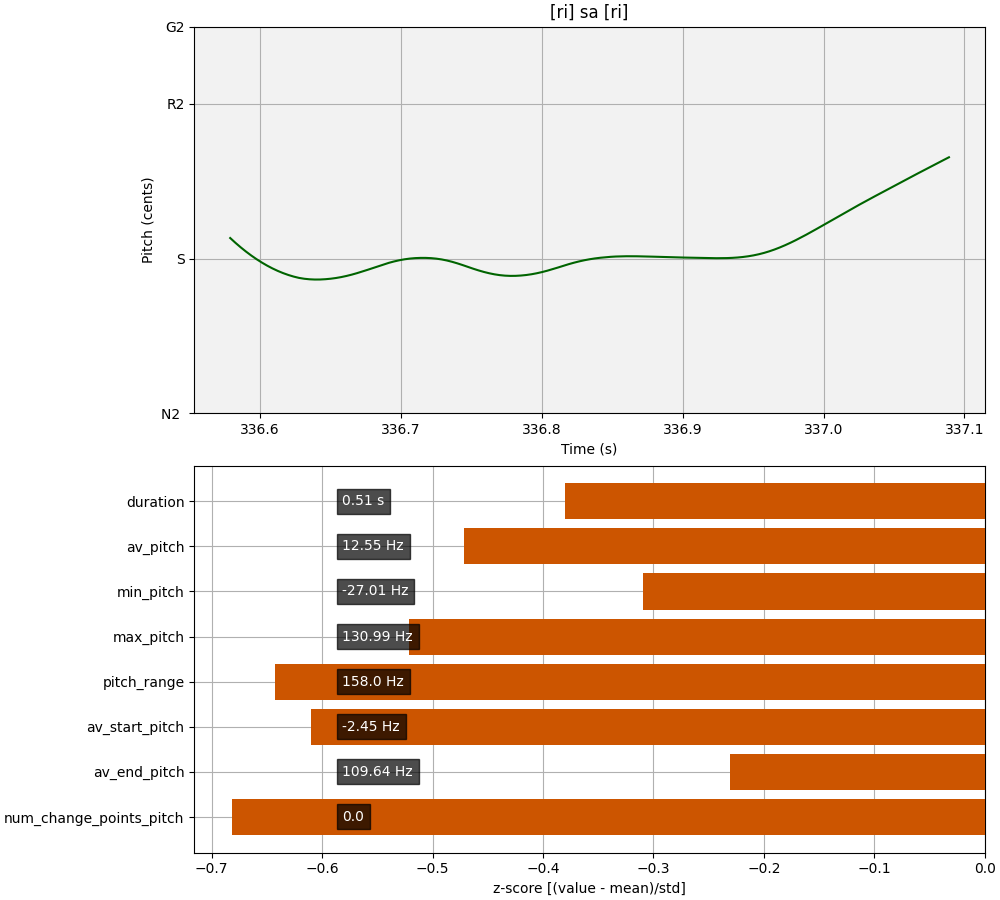 [ri] sa [ri]
G2
R2
S
N2
Pitch (cents)
336.6 336.7 336.8 336.9 337.0 337.1
Time (s)
duration 0.51 s
av_pitch 12.55 Hz
min_pitch -27.01 Hz
max_pitch 130.99 Hz
pitch_range 158.0 Hz
av_start_pitch -2.45 Hz
av_end_pitch 109.64 Hz
num_change_points_pitch 0.0
−0.7 −0.6 −0.5 −0.4 −0.3 −0.2 −0.1 0.0
z-score [(value - mean)/std]